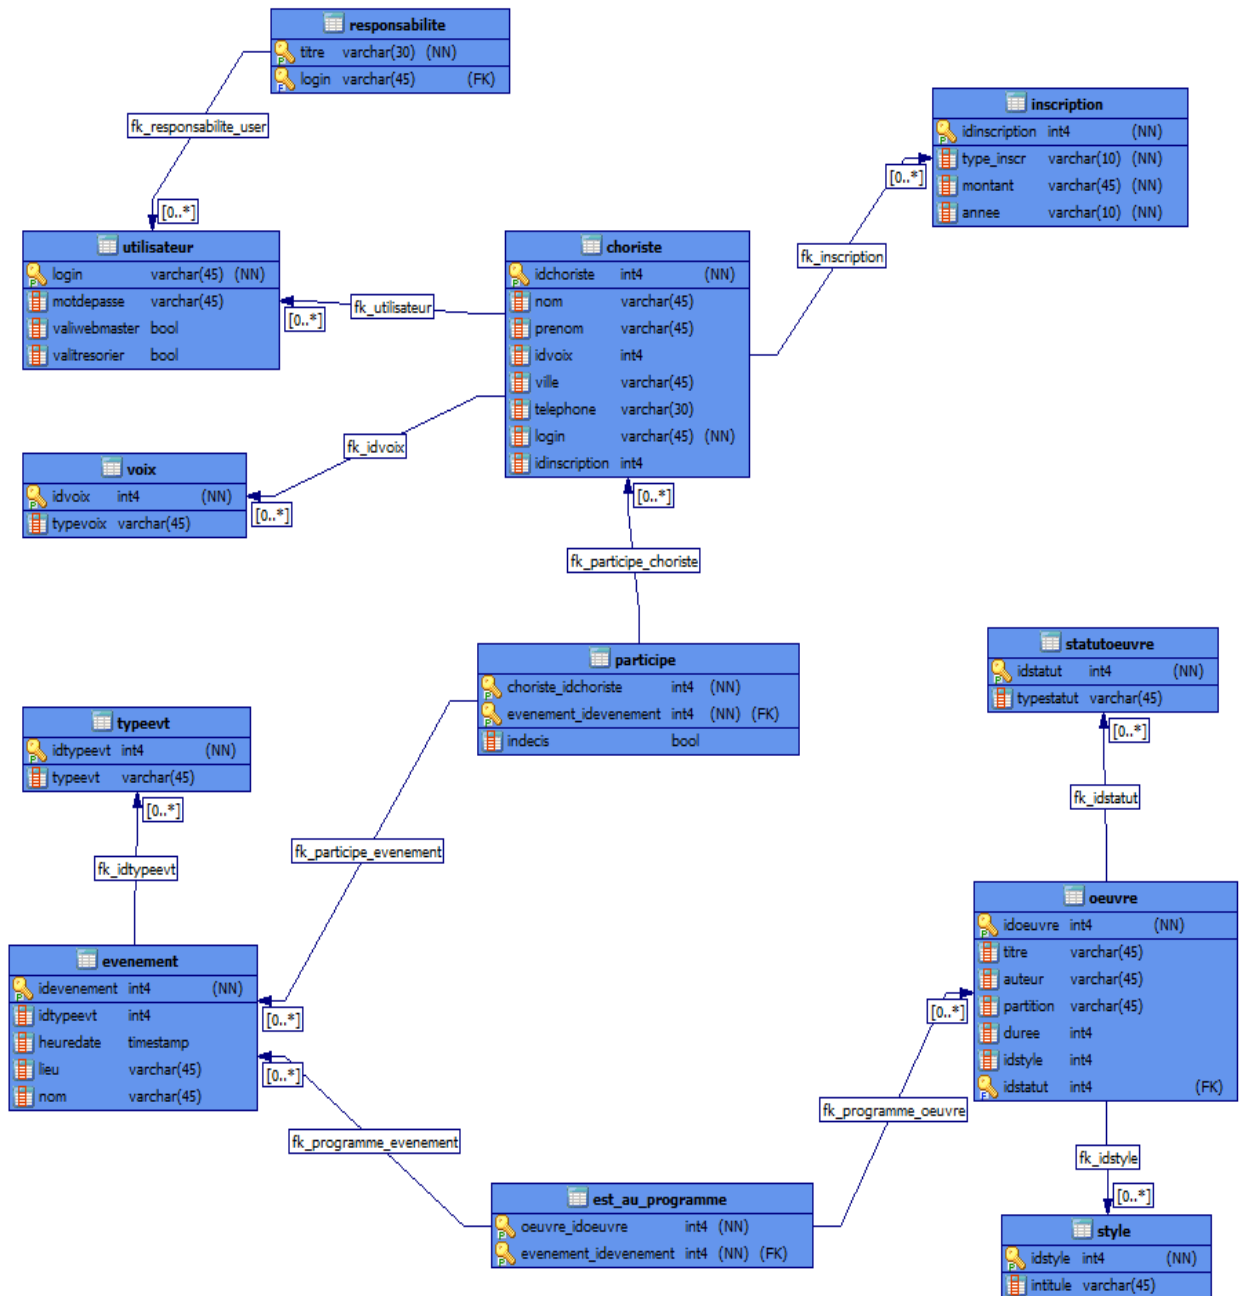 responsabilite
titre varchar(30) (NN)
login varchar(45) (FK)
fk_responsabilite_user
[0..*]
inscription
idinscription int4 (NN)
type_inscr varchar(10) (NN)
montant varchar(45) (NN)
annee varchar(10) (NN)
[0..*]
fk_inscription
utilisateur
login varchar(45) (NN)
motdepasse varchar(45)
valiwebmaster bool
valitresorier bool
[0..*]
fk_utilisateur
choriste
idchoriste int4 (NN)
nom varchar(45)
prenom varchar(45)
idvoix int4
ville varchar(45)
telephone varchar(30)
login varchar(45) (NN)
idinscription int4
fk_idvoix
voix
idvoix int4 (NN)
typevoix varchar(45)
[0..*]
[0..*]
fk_participe_choriste
participe
choriste_idchoriste int4 (NN)
evenement_idevenement int4 (NN) (FK)
indecis bool
statutoeuvre
idstatut int4 (NN)
typestatut varchar(45)
[0..*]
fk_idstatut
typeevt
idtypeevt int4 (NN)
typeevt varchar(45)
[0..*]
fk_idtypeevt
fk_participe_evenement
evenement
idevenement int4 (NN)
idtypeevt int4
heuredate timestamp
lieu varchar(45)
nom varchar(45)
[0..*]
[0..*]
oeuvre
idoeuvre int4 (NN)
titre varchar(45)
auteur varchar(45)
partition varchar(45)
duree int4
idstyle int4
idstatut int4 (FK)
[0..*]
fk_programme_oeuvre
fk_programme_evenement
fk_idstyle
[0..*]
est_au_programme
oeuvre_idoeuvre int4 (NN)
evenement_idevenement int4 (NN) (FK)
style
idstyle int4 (NN)
intitule varchar(45)